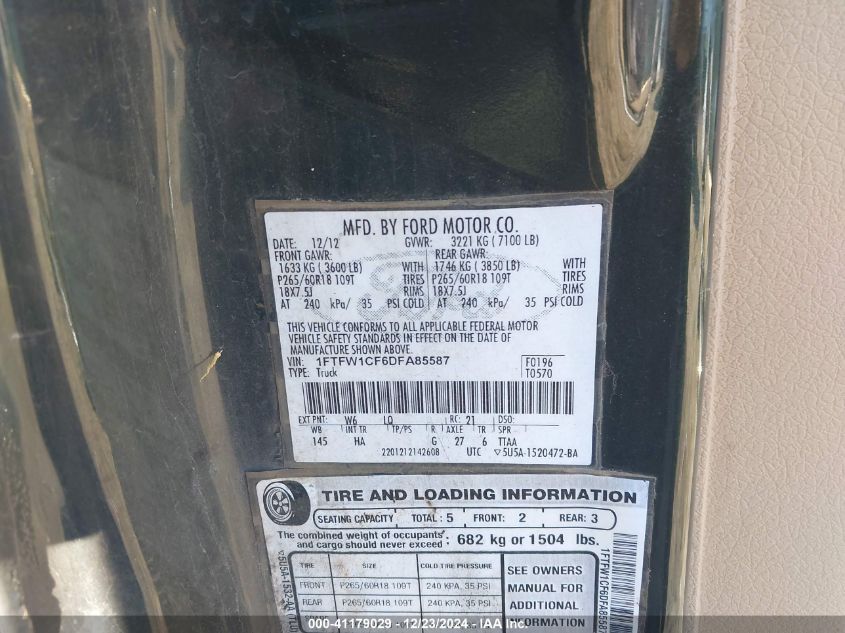 MFD. BY FORD MOTOR CO.
DATE: 12/12 GVWR: 3221 KG ( 7100 LB)
FRONT GAWR: REAR GAWR:
1633 KG ( 3600 LB) WITH 1746 KG ( 3850 LB) WITH
P265/60R18 109T TIRES P265/60R18 109T TIRES
18X7.5J RIMS 18X7.5J RIMS
AT 240 kPa/ 35 PSI COLD AT 240 kPa/ 35 PSI COLD
THIS VEHICLE CONFORMS TO ALL APPLICABLE FEDERAL MOTOR
VEHICLE SAFETY STANDARDS IN EFFECT ON THE DATE OF
MANUFACTURE SHOWN ABOVE.
VIN: 1FTFW1CF6DFA85587 F0196
TYPE: Truck T0570
EXT PNT: W6 LQ RC: 21 DSO:
WB INT TR TP/PS R AXLE TR SPR
145 HA G 27 6 TTAA
2201212142608 UTC ▽5U5A-1520472-BA
TIRE AND LOADING INFORMATION
SEATING CAPACITY TOTAL : 5 FRONT: 2 REAR: 3
The combined weight of occupants
and cargo should never exceed : 682 kg or 1504 lbs.
TIRE SIZE COLD TIRE PRESSURE
FRONT P265/60R18 109T 240 KPA, 35 PSI
REAR P265/60R18 109T 240 KPA, 35 PSI
SEE OWNERS
MANUAL FOR
ADDITIONAL
INFORMATION
1FTFW1CF6DFA85587
000-41179029 - 12/23/2024 - IAA, Inc.